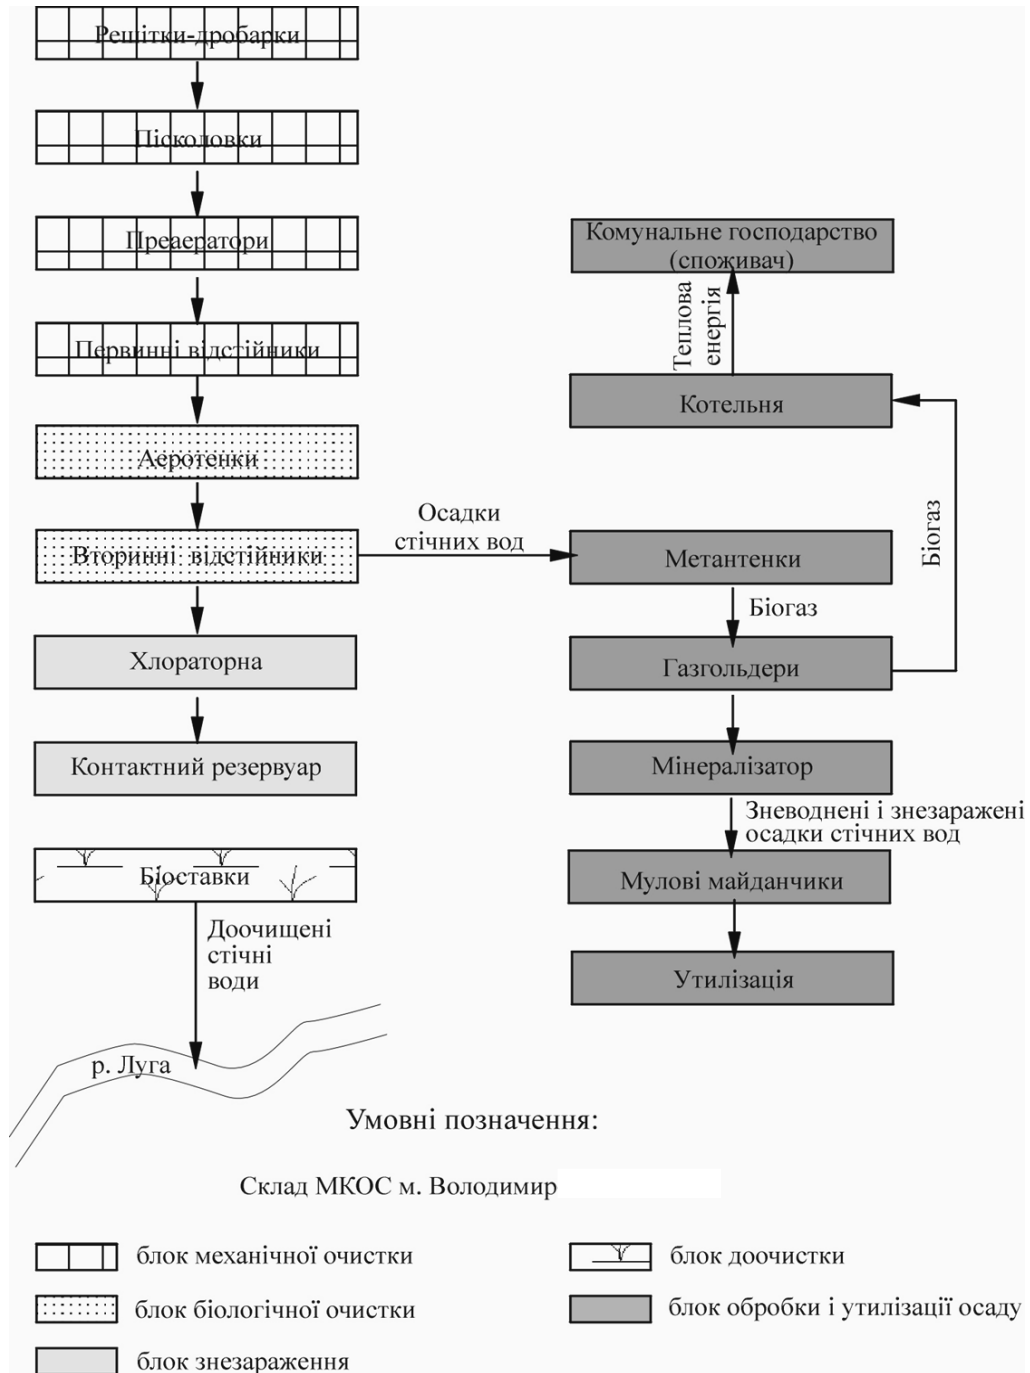 Решітки-дробарки
Пісколовки
Преаератори
Первинні відстійники
Аеротенки
Вторинні відстійники
Хлораторна
Контактний резервуар
Біоставки
Доочищені
стічні
води
р. Луга
Осадки
стічних вод
Комунальне господарство
(споживач)
Теплова
енергія
Котельня
Біогаз
Метантенки
Біогаз
Газгольдери
Мінералізатор
Зневоднені і знезаражені
осадки стічних вод
Мулові майданчики
Утилізація
Умовні позначення:
Склад МКОС м. Володимир
блок механічної очистки
блок біологічної очистки
блок знезараження
блок доочистки
блок обробки і утилізації осаду